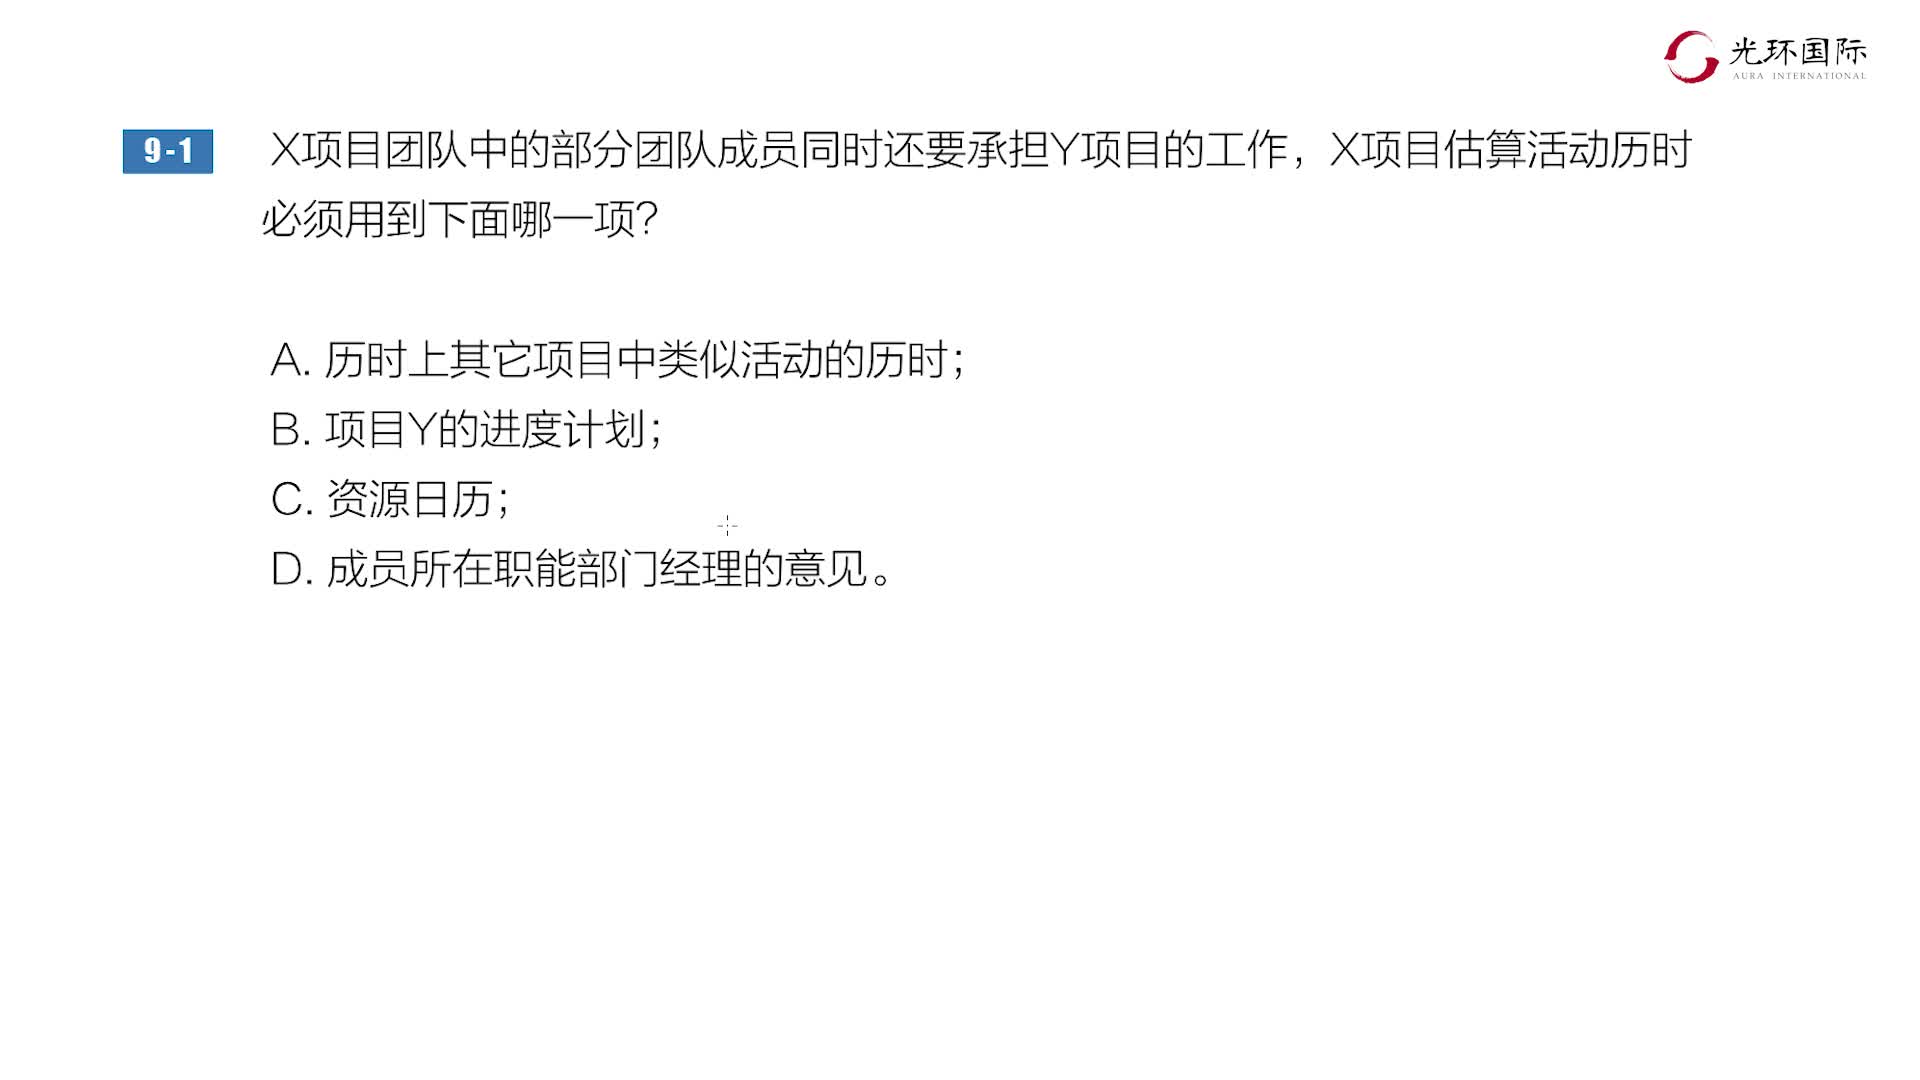 光环国际
AURA INTERNATIONAL
9-1 X项目团队中的部分团队成员同时还要承担Y项目的工作，X项目估算活动历时
必须用到下面哪一项？
A. 历时上其它项目中类似活动的历时；
B. 项目Y的进度计划；
C. 资源日历；
D. 成员所在职能部门经理的意见。